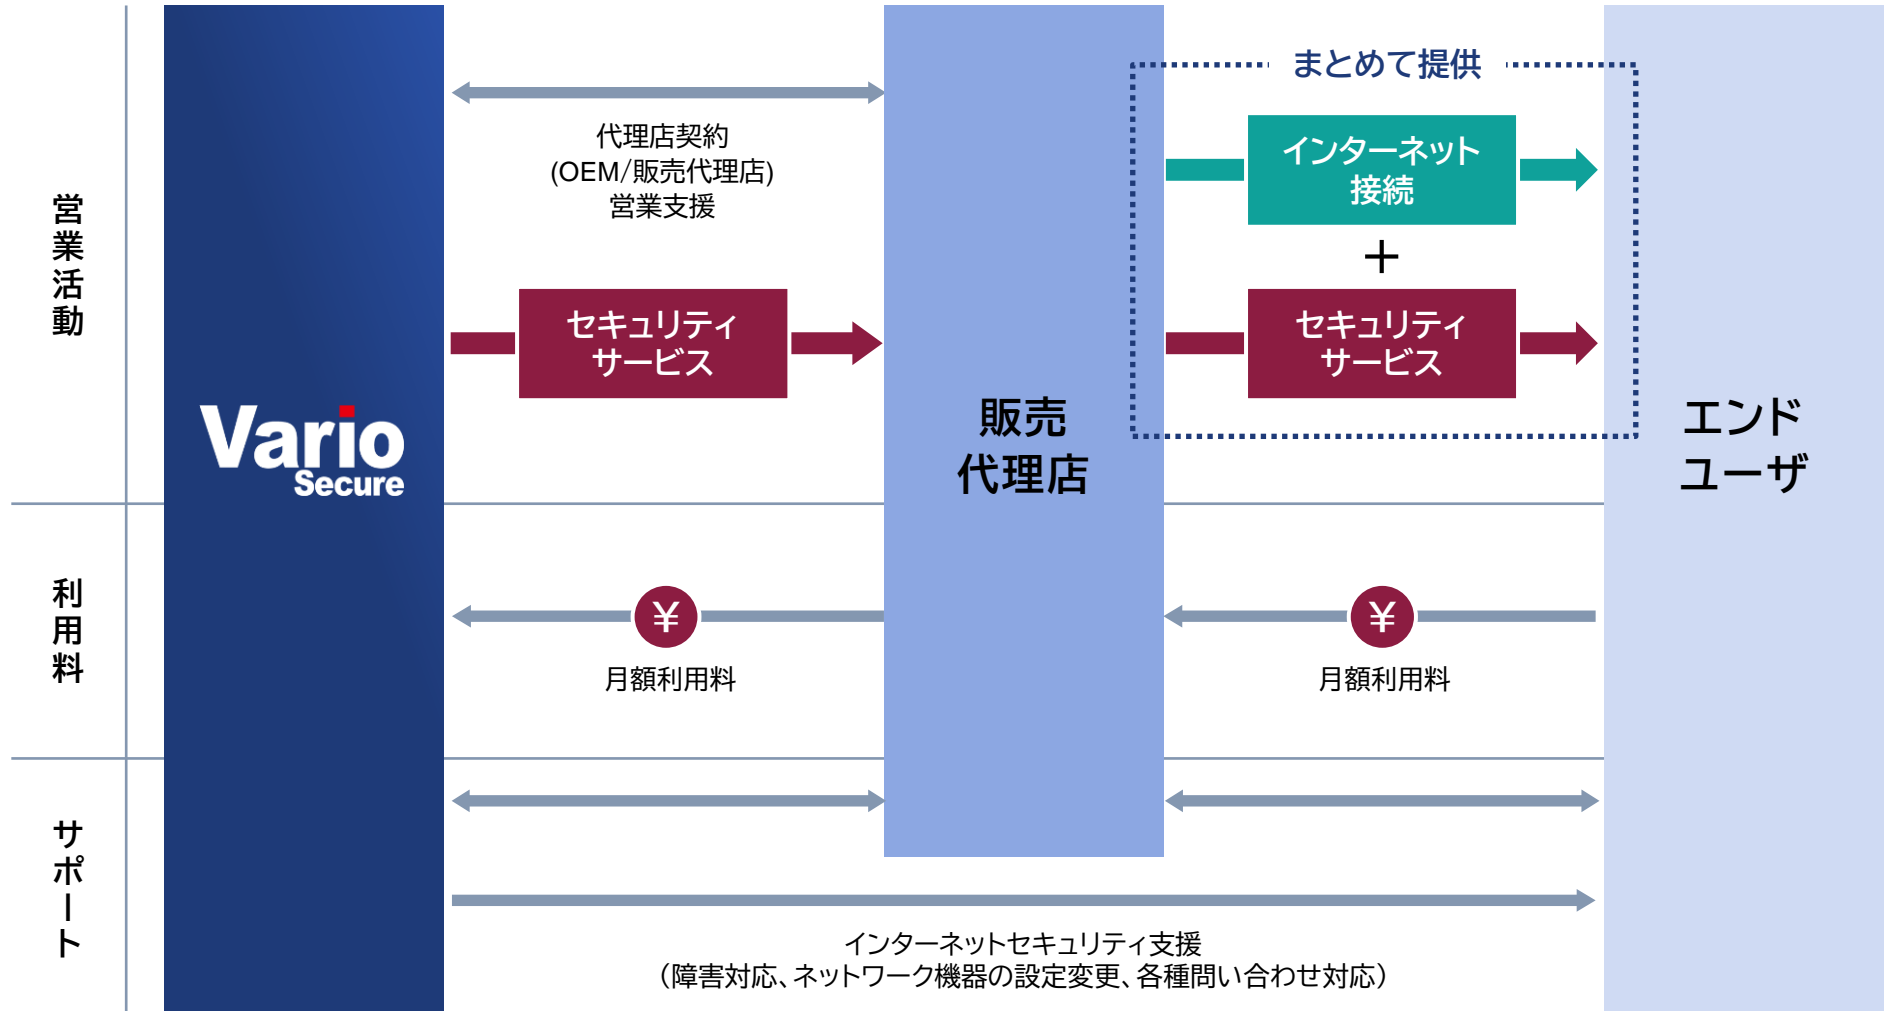 営業活動
代理店契約
(OEM/販売代理店)
営業支援
まとめて提供
インターネット
接続
+
セキュリティ
サービス
セキュリティ
サービス
Vario
Secure
販売
代理店
エンド
ユーザ
利用料
¥
月額利用料
¥
月額利用料
サポート
インターネットセキュリティ支援
（障害対応、ネットワーク機器の設定変更、各種問い合わせ対応）